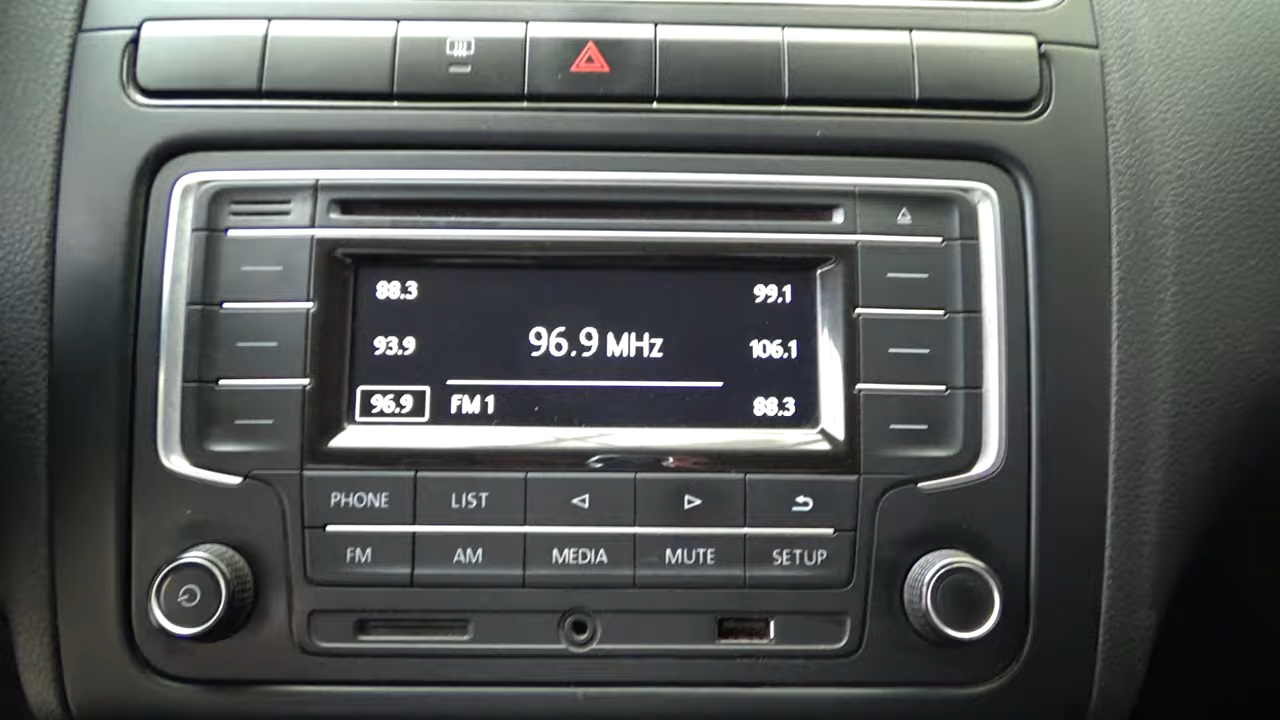 88.3 99.1
93.9 96.9 MHz 106.1
96.9 FM 1 88.3
PHONE LIST
FM AM MEDIA MUTE SETUP